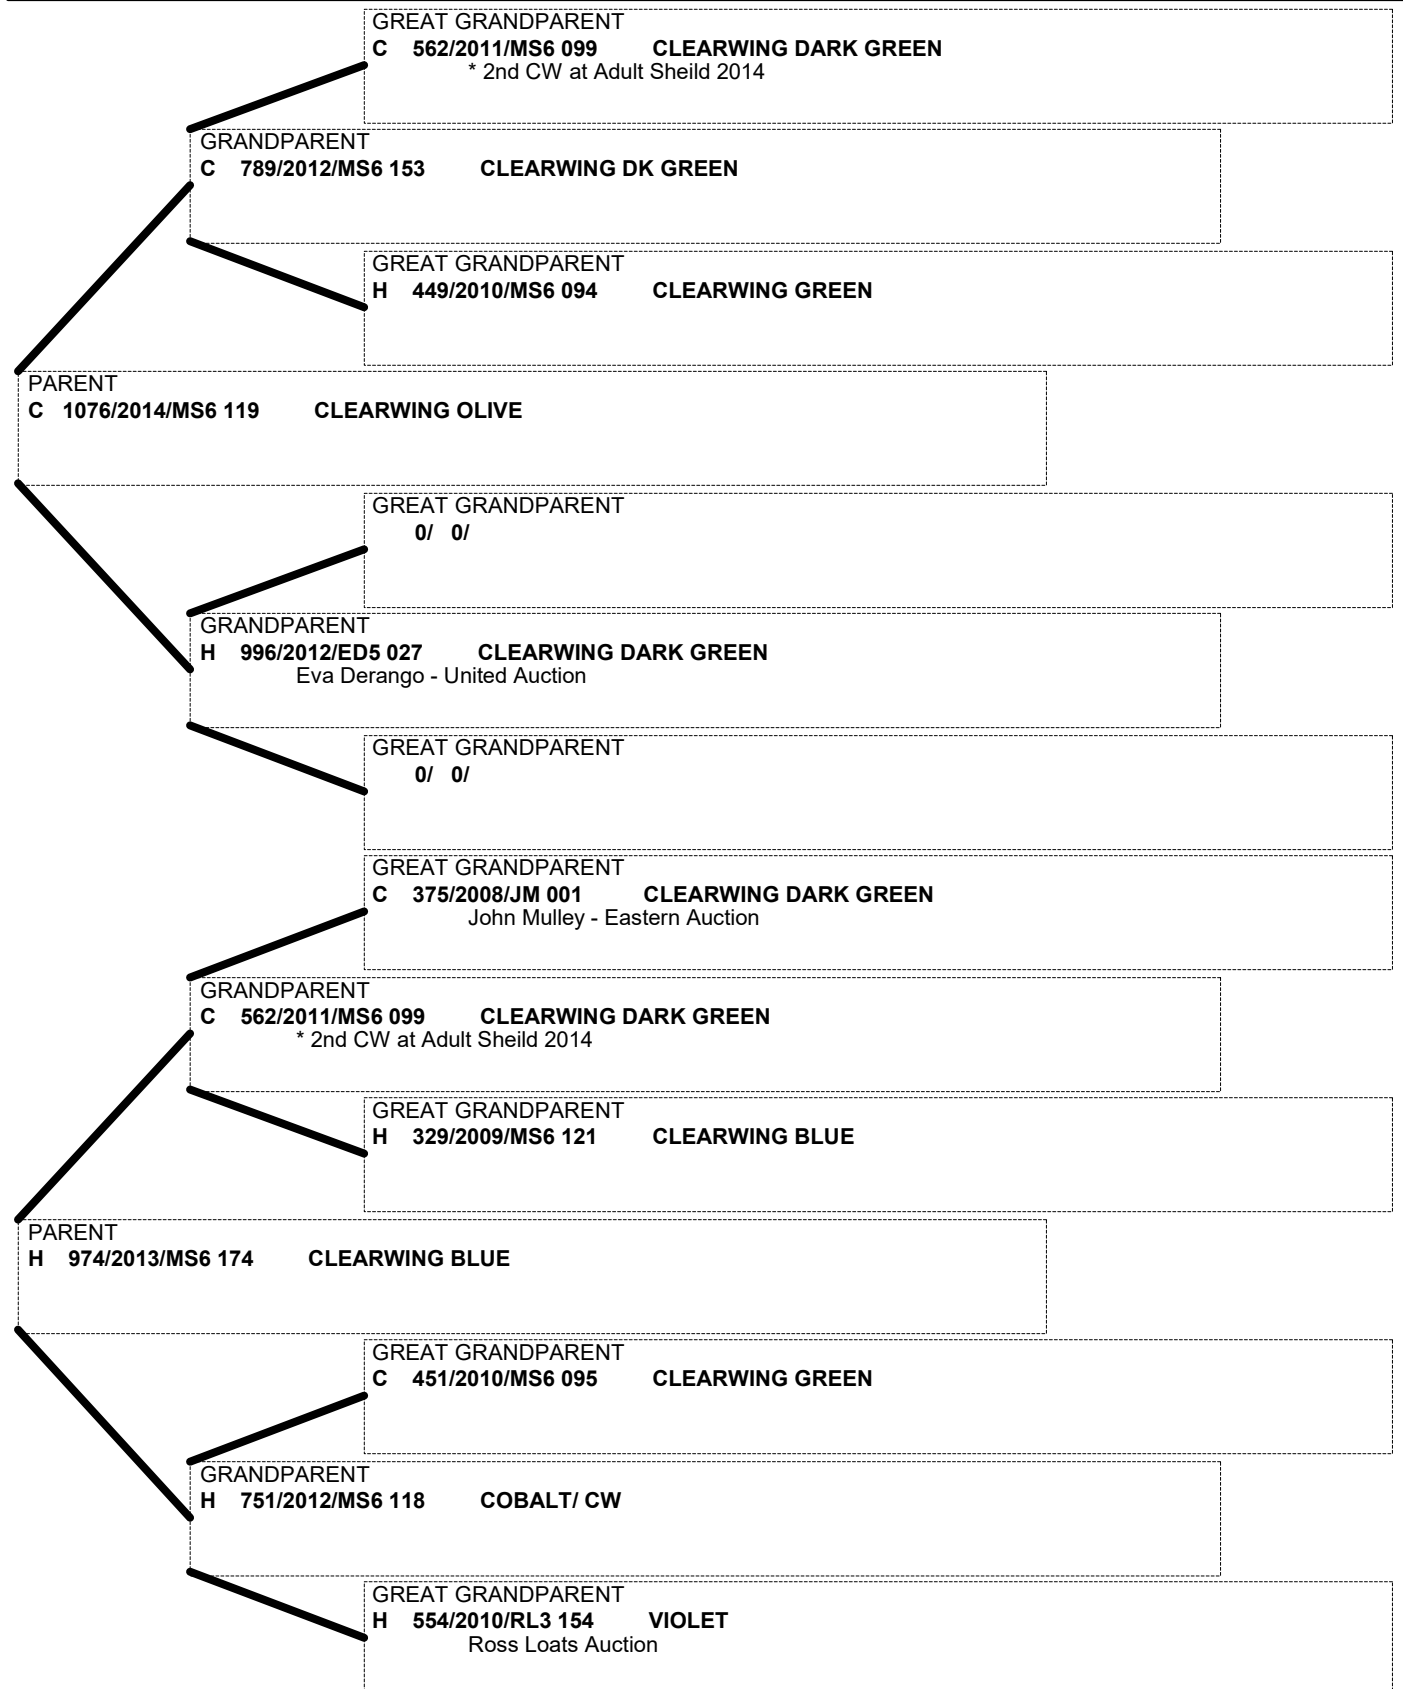 GREAT GRANDPARENT
C 562/2011/MS6 099 CLEARWING DARK GREEN
* 2nd CW at Adult Sheild 2014
GRANDPARENT
C 789/2012/MS6 153 CLEARWING DK GREEN
GREAT GRANDPARENT
H 449/2010/MS6 094 CLEARWING GREEN
PARENT
C 1076/2014/MS6 119 CLEARWING OLIVE
GREAT GRANDPARENT
0/ 0/
GRANDPARENT
H 996/2012/ED5 027 CLEARWING DARK GREEN
Eva Derango - United Auction
GREAT GRANDPARENT
0/ 0/
GREAT GRANDPARENT
C 375/2008/JM 001 CLEARWING DARK GREEN
John Mulley - Eastern Auction
GRANDPARENT
C 562/2011/MS6 099 CLEARWING DARK GREEN
* 2nd CW at Adult Sheild 2014
GREAT GRANDPARENT
H 329/2009/MS6 121 CLEARWING BLUE
PARENT
H 974/2013/MS6 174 CLEARWING BLUE
GREAT GRANDPARENT
C 451/2010/MS6 095 CLEARWING GREEN
GRANDPARENT
H 751/2012/MS6 118 COBALT/ CW
GREAT GRANDPARENT
H 554/2010/RL3 154 VIOLET
Ross Loats Auction